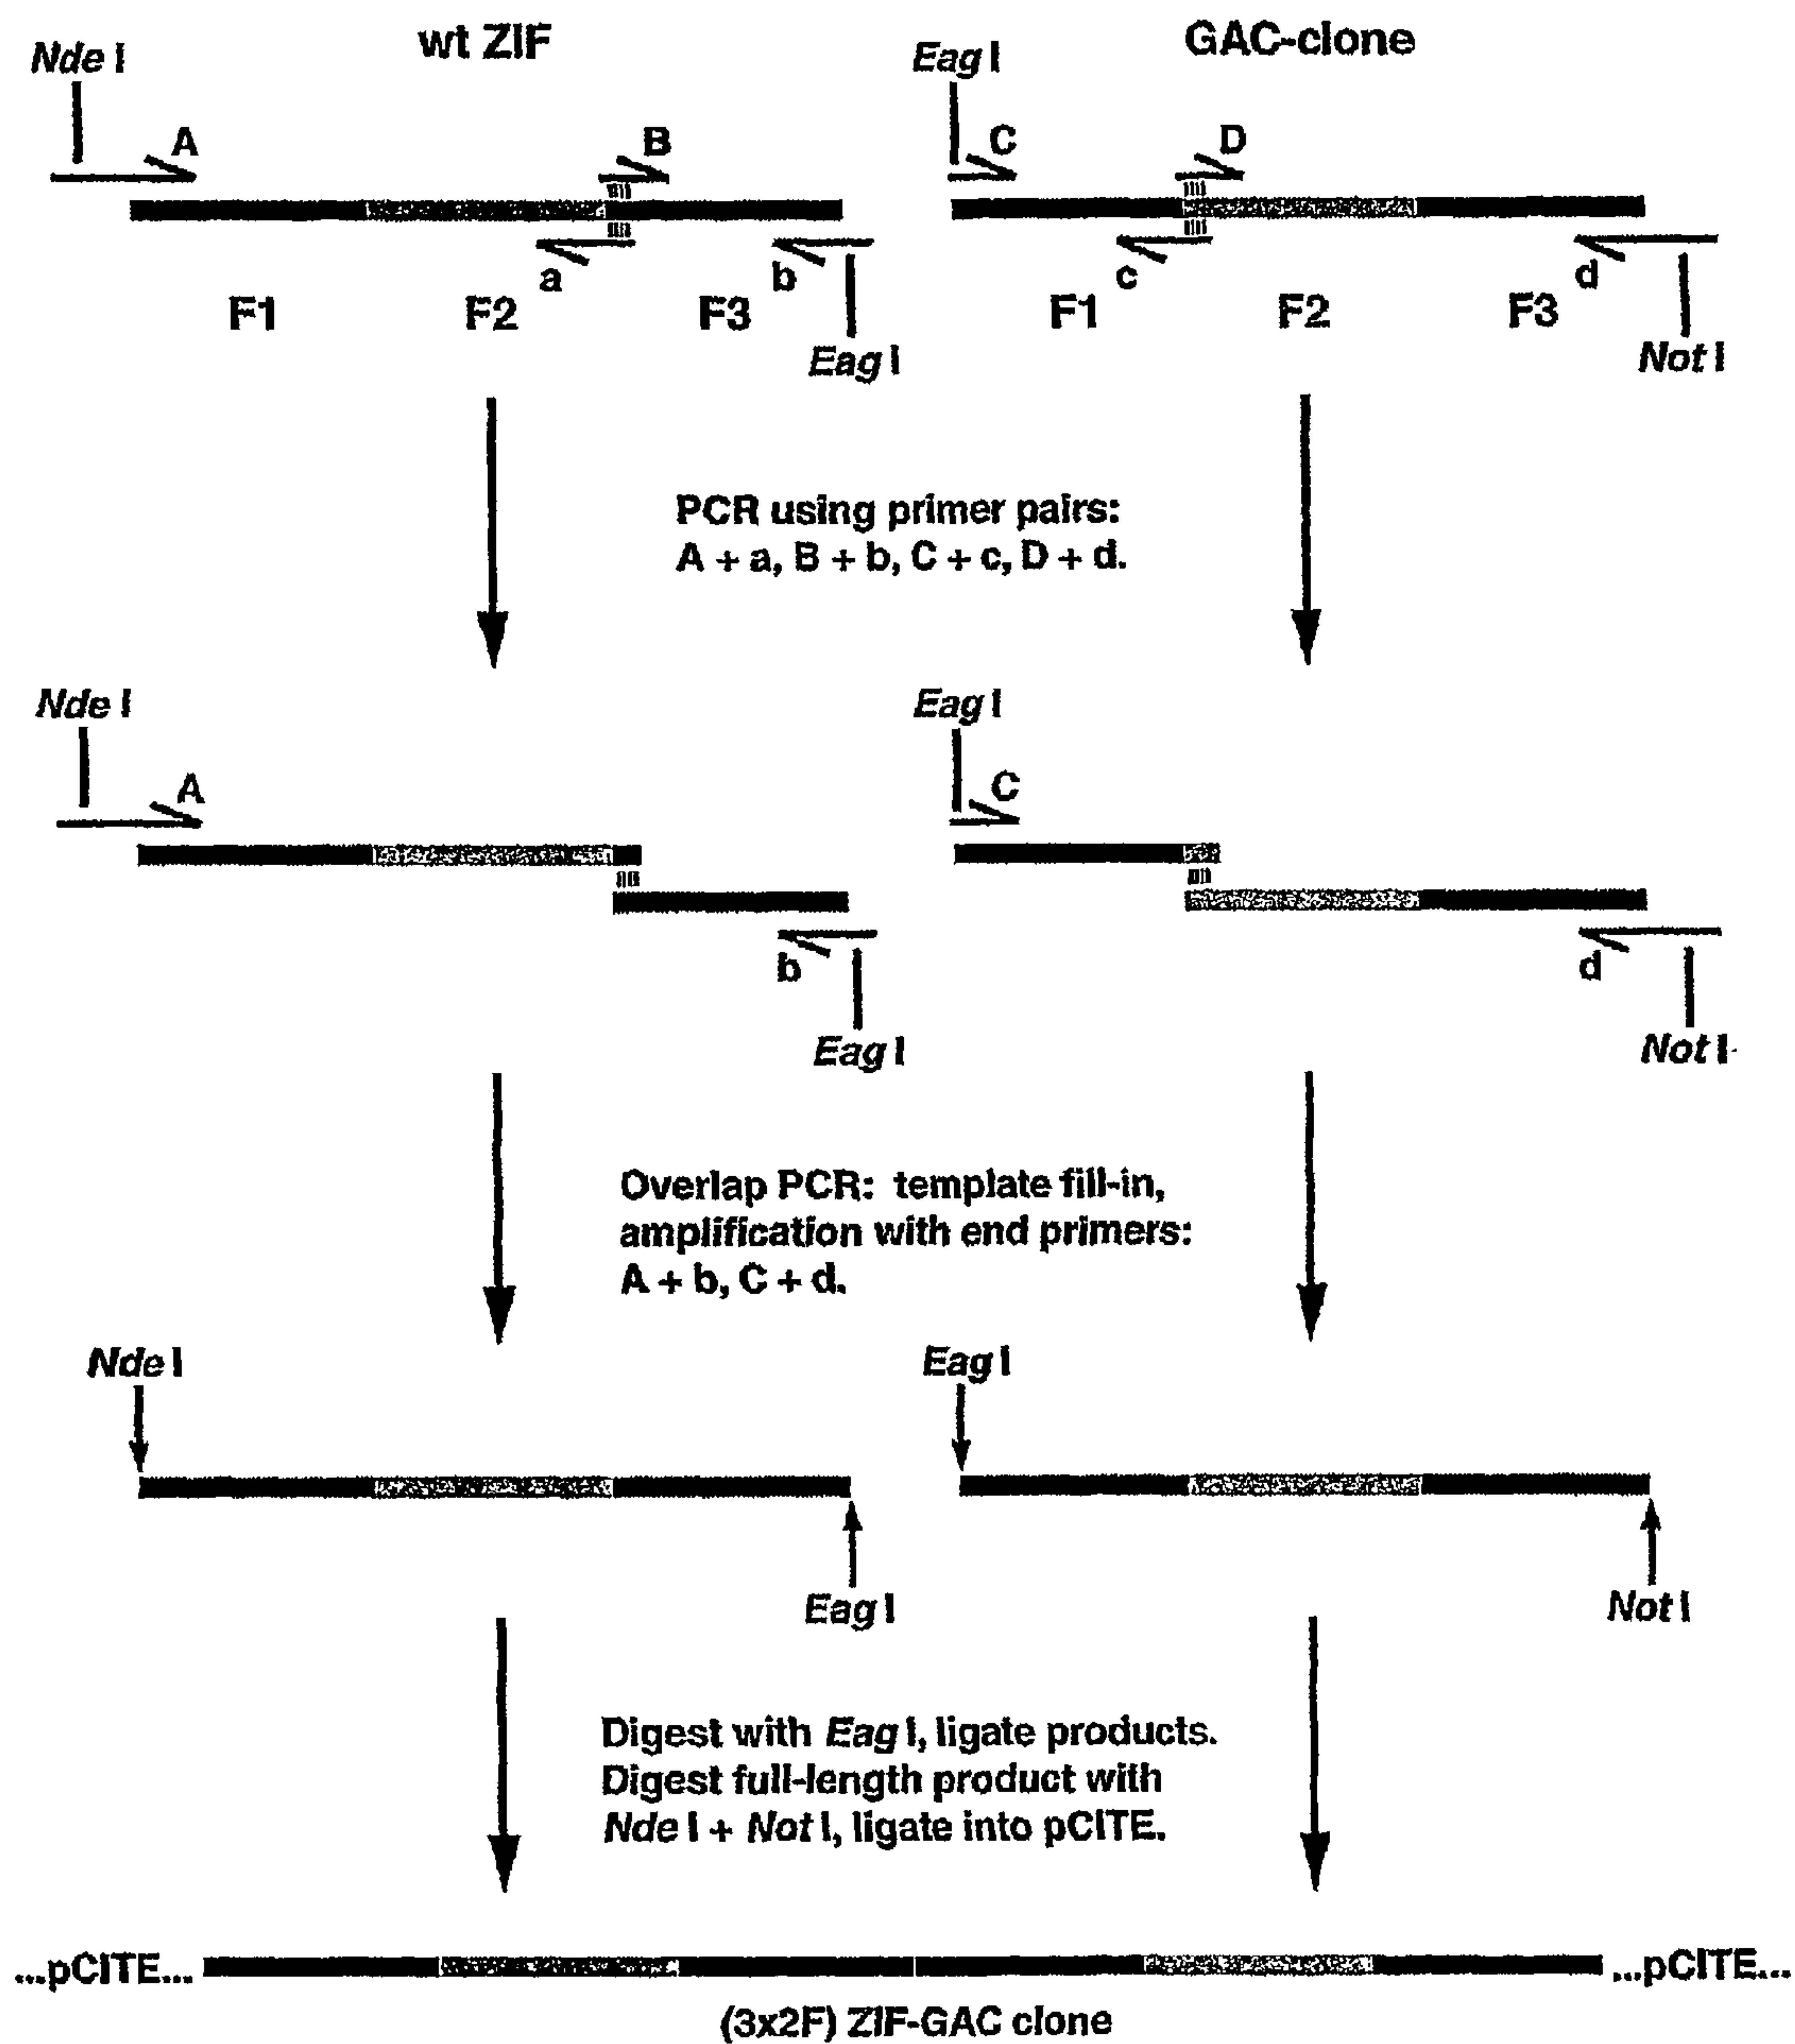 wt ZIF
GAC-clone
Nde I
Eag I
A
B
C
D
a
b
c
d
F1
F2
F3
F1
F2
F3
Eag I
Not I
PCR using primer pairs:
A + a, B + b, C + c, D + d.
Nde I
Eag I
A
C
b
d
Eag I
Not I
Overlap PCR: template fill-in,
amplification with end primers:
A + b, C + d.
Nde I
Eag I
Eag I
Not I
Digest with Eag I, ligate products.
Digest full-length product with
Nde I + Not I, ligate into pCITE.
...pCITE...
...pCITE...
(3x2F) ZIF-GAC clone